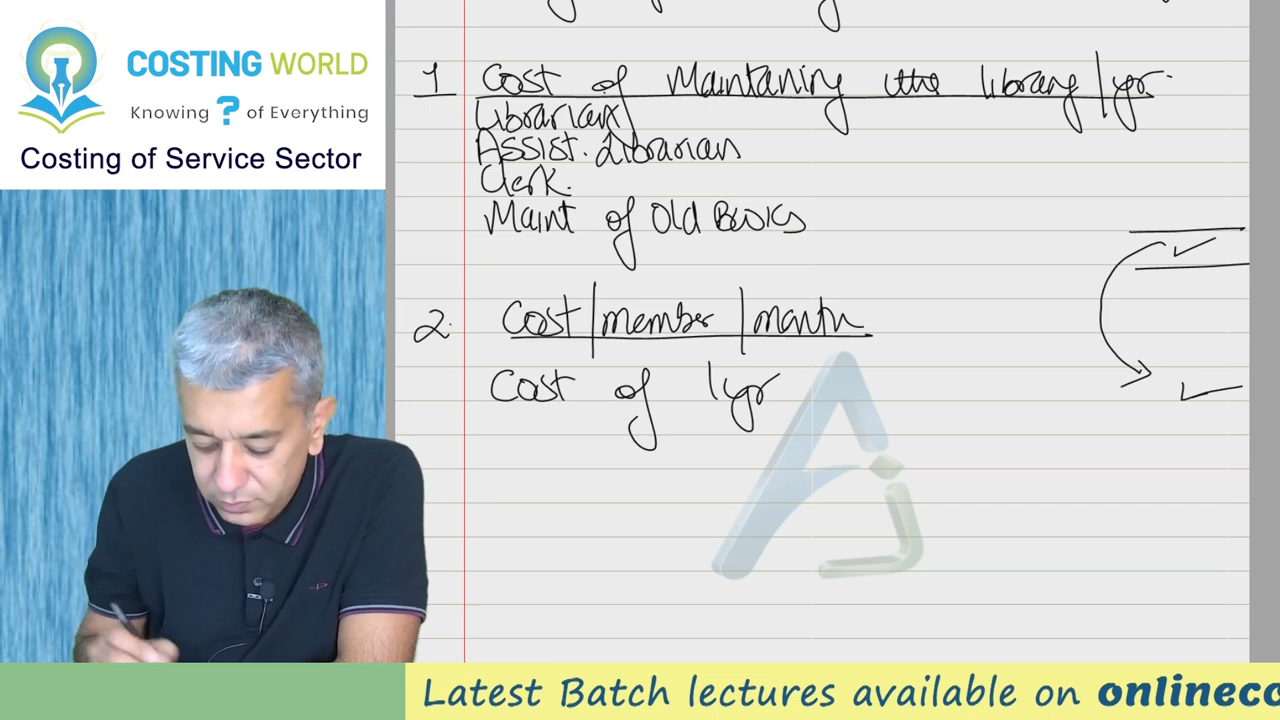 COSTING WORLD
Knowing ? of Everything
Costing of Service Sector
1 Cost of Maintaning the library/yr.
Librarian
Assist. Librarian
Clerk.
Maint of Old Books
2. Cost/member/month
Cost of 1yr
Latest Batch lectures available on onlineco